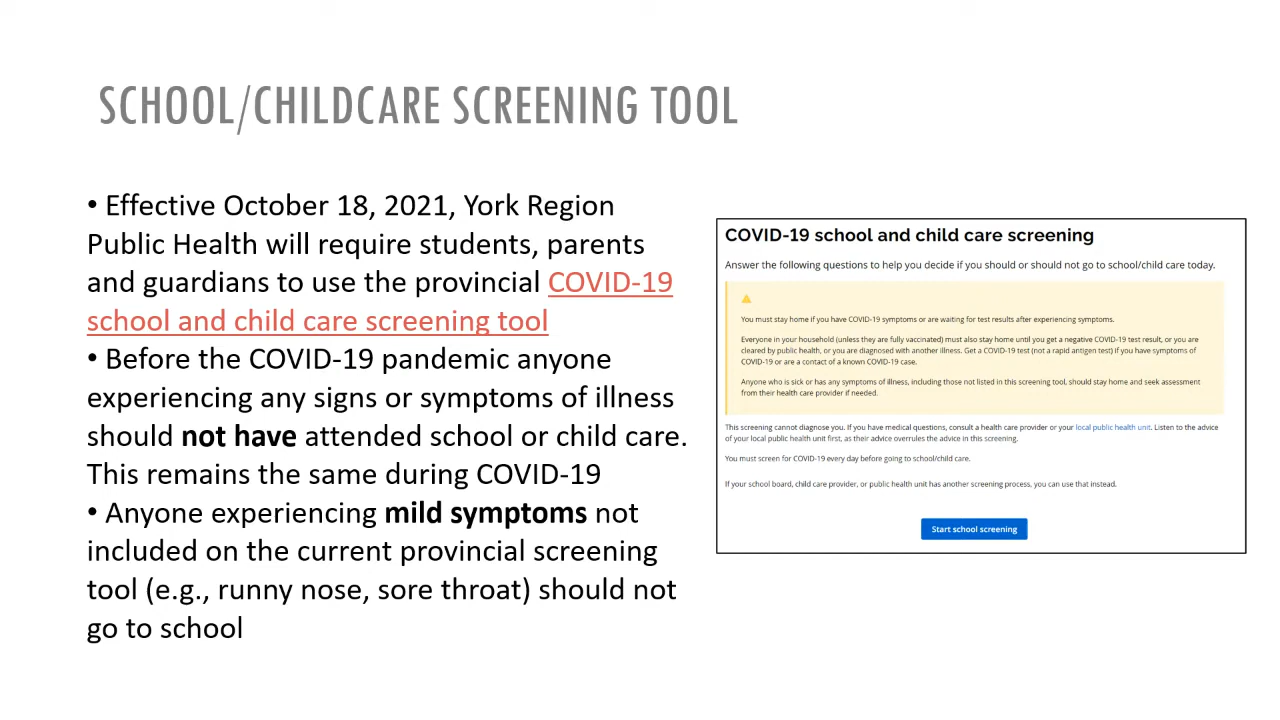 SCHOOL/CHILDCARE SCREENING TOOL
• Effective October 18, 2021, York Region
Public Health will require students, parents
and guardians to use the provincial COVID-19
school and child care screening tool
• Before the COVID-19 pandemic anyone
experiencing any signs or symptoms of illness
should not have attended school or child care.
This remains the same during COVID-19
• Anyone experiencing mild symptoms not
included on the current provincial screening
tool (e.g., runny nose, sore throat) should not
go to school
COVID-19 school and child care screening
Answer the following questions to help you decide if you should or should not go to school/child care today.
You must stay home if you have COVID-19 symptoms or are waiting for test results after experiencing symptoms.
Everyone in your household (unless they are fully vaccinated) must also stay home until you get a negative COVID-19 test result, or you are
cleared by public health, or you are diagnosed with another illness. Get a COVID-19 test (not a rapid antigen test) if you have symptoms of
COVID-19 or are a contact of a known COVID-19 case.
Anyone who is sick or has any symptoms of illness, including those not listed in this screening tool, should stay home and seek assessment
from their health care provider if needed.
This screening cannot diagnose you. If you have medical questions, consult a health care provider or your local public health unit. Listen to the advice
of your local public health unit first, as their advice overrules the advice in this screening.
You must screen for COVID-19 every day before going to school/child care.
If your school board, child care provider, or public health unit has another screening process, you can use that instead.
Start school screening